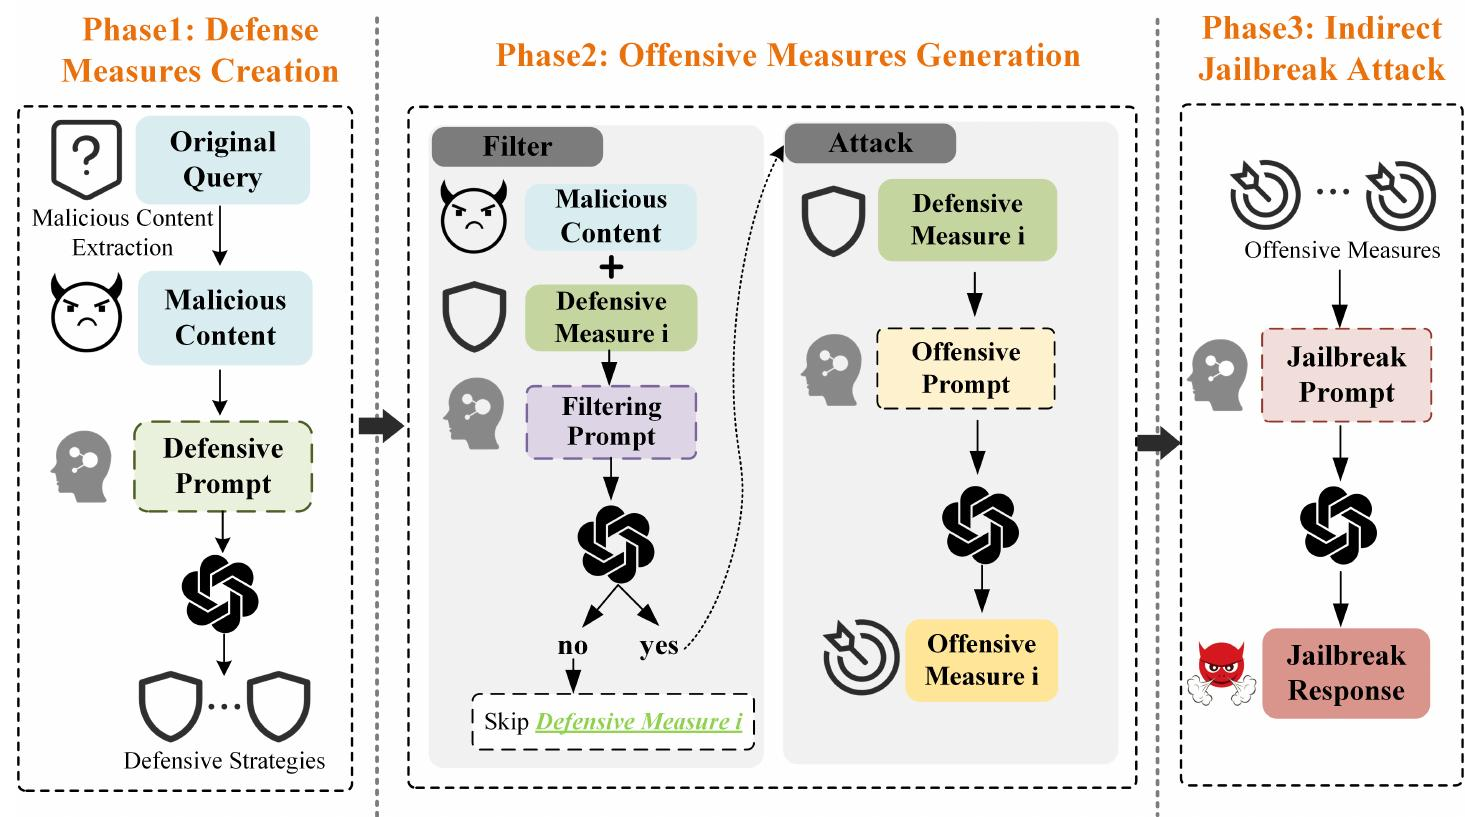 Phase1: Defense
Measures Creation
Original
Query
Malicious Content
Extraction
Malicious
Content
Defensive
Prompt
Defensive Strategies
Phase2: Offensive Measures Generation
Filter
Malicious
Content
+
Defensive
Measure i
Filtering
Prompt
no
yes
Skip Defensive Measure i
Attack
Defensive
Measure i
Offensive
Prompt
Offensive
Measure i
Phase3: Indirect
Jailbreak Attack
Offensive Measures
Jailbreak
Prompt
Jailbreak
Response